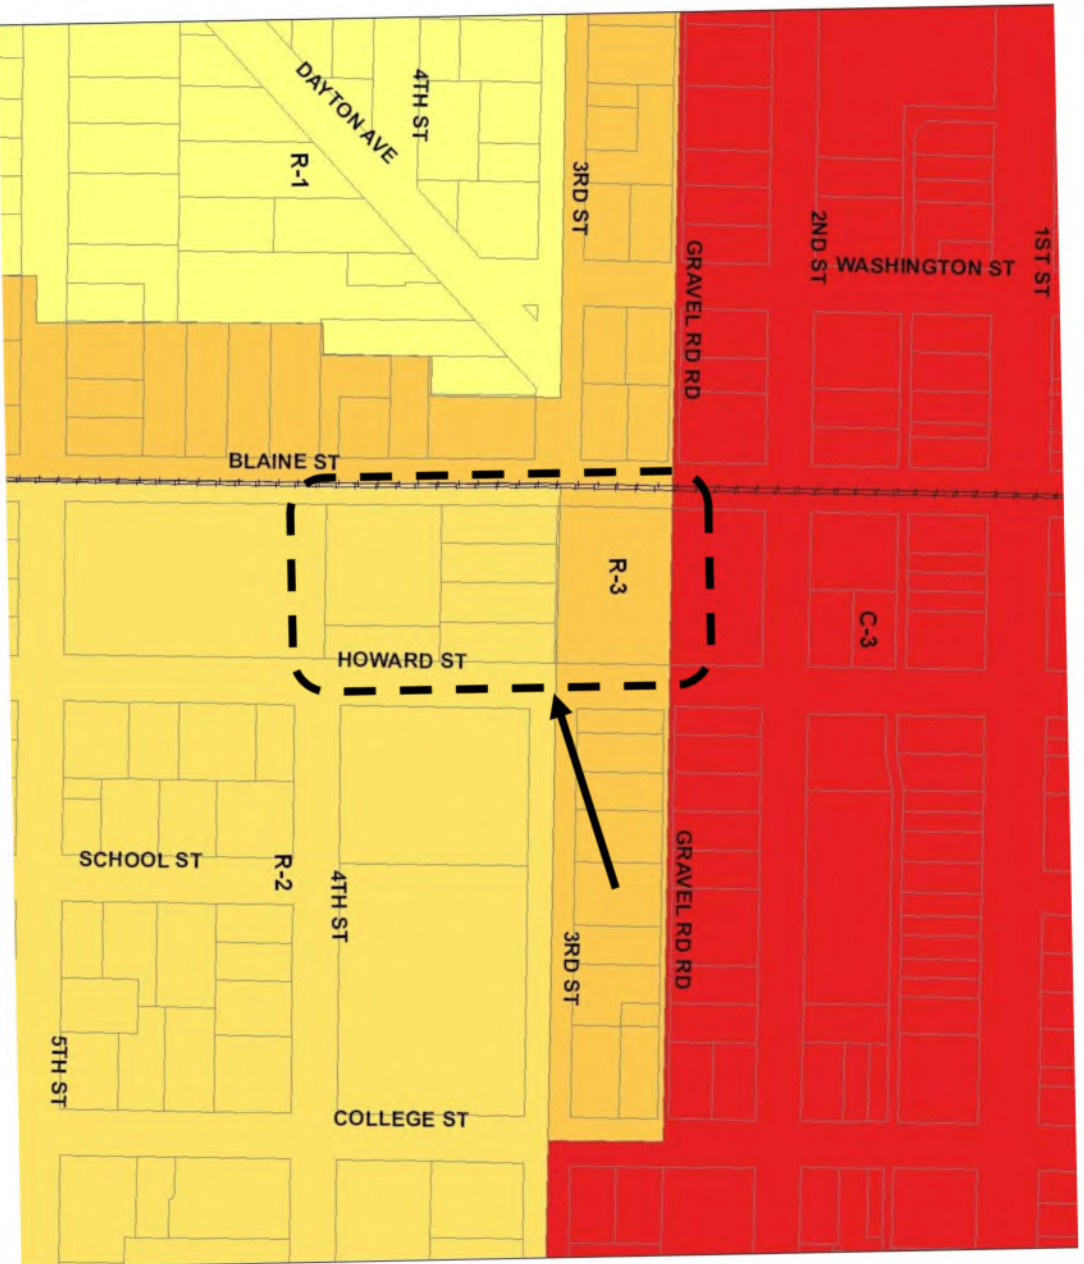 DAYTON AVE
4TH ST
R-1
3RD ST
2ND ST
1ST ST
WASHINGTON ST
GRAVEL RD RD
BLAINE ST
R-3
C-3
HOWARD ST
SCHOOL ST
R-2
4TH ST
GRAVEL RD RD
3RD ST
5TH ST
COLLEGE ST